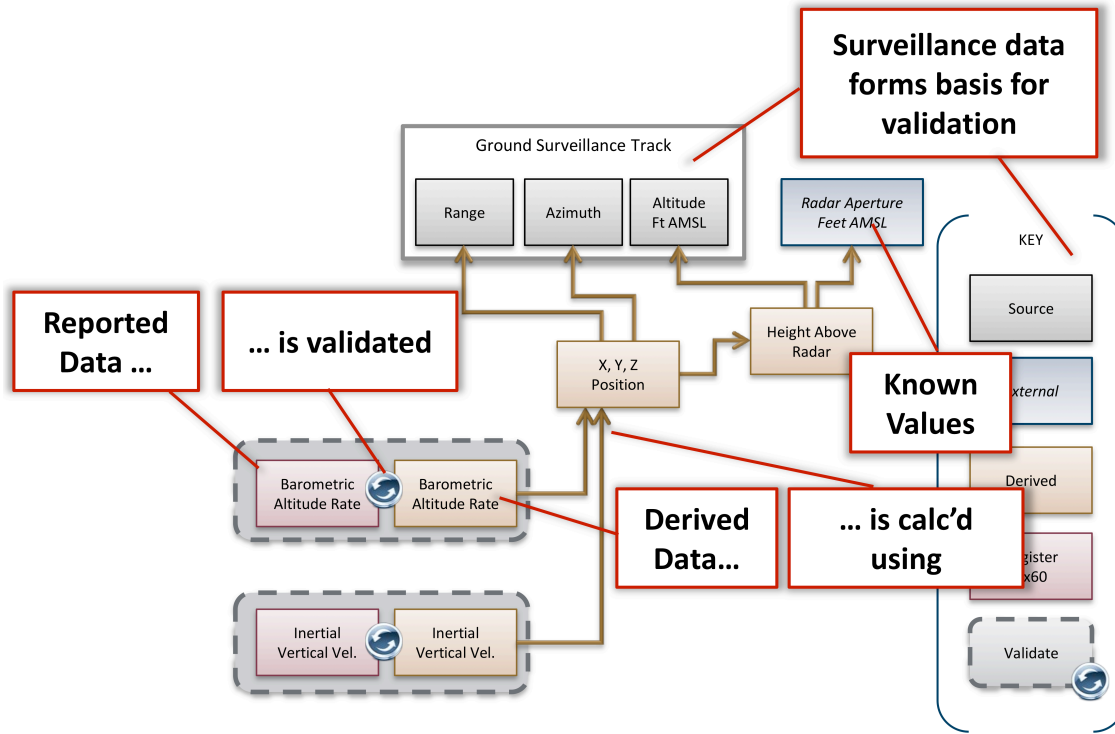 Surveillance data
forms basis for
validation
Ground Surveillance Track
Range
Azimuth
Altitude
Ft AMSL
Radar Aperture
Feet AMSL
KEY
Source
Reported
Data …
… is validated
Height Above
Radar
X, Y, Z
Position
Known
Values
xternal
Barometric
Altitude Rate
Barometric
Altitude Rate
Derived
Derived
Data…
… is calc’d
using
gister
x60
Inertial
Vertical Vel.
Inertial
Vertical Vel.
Validate